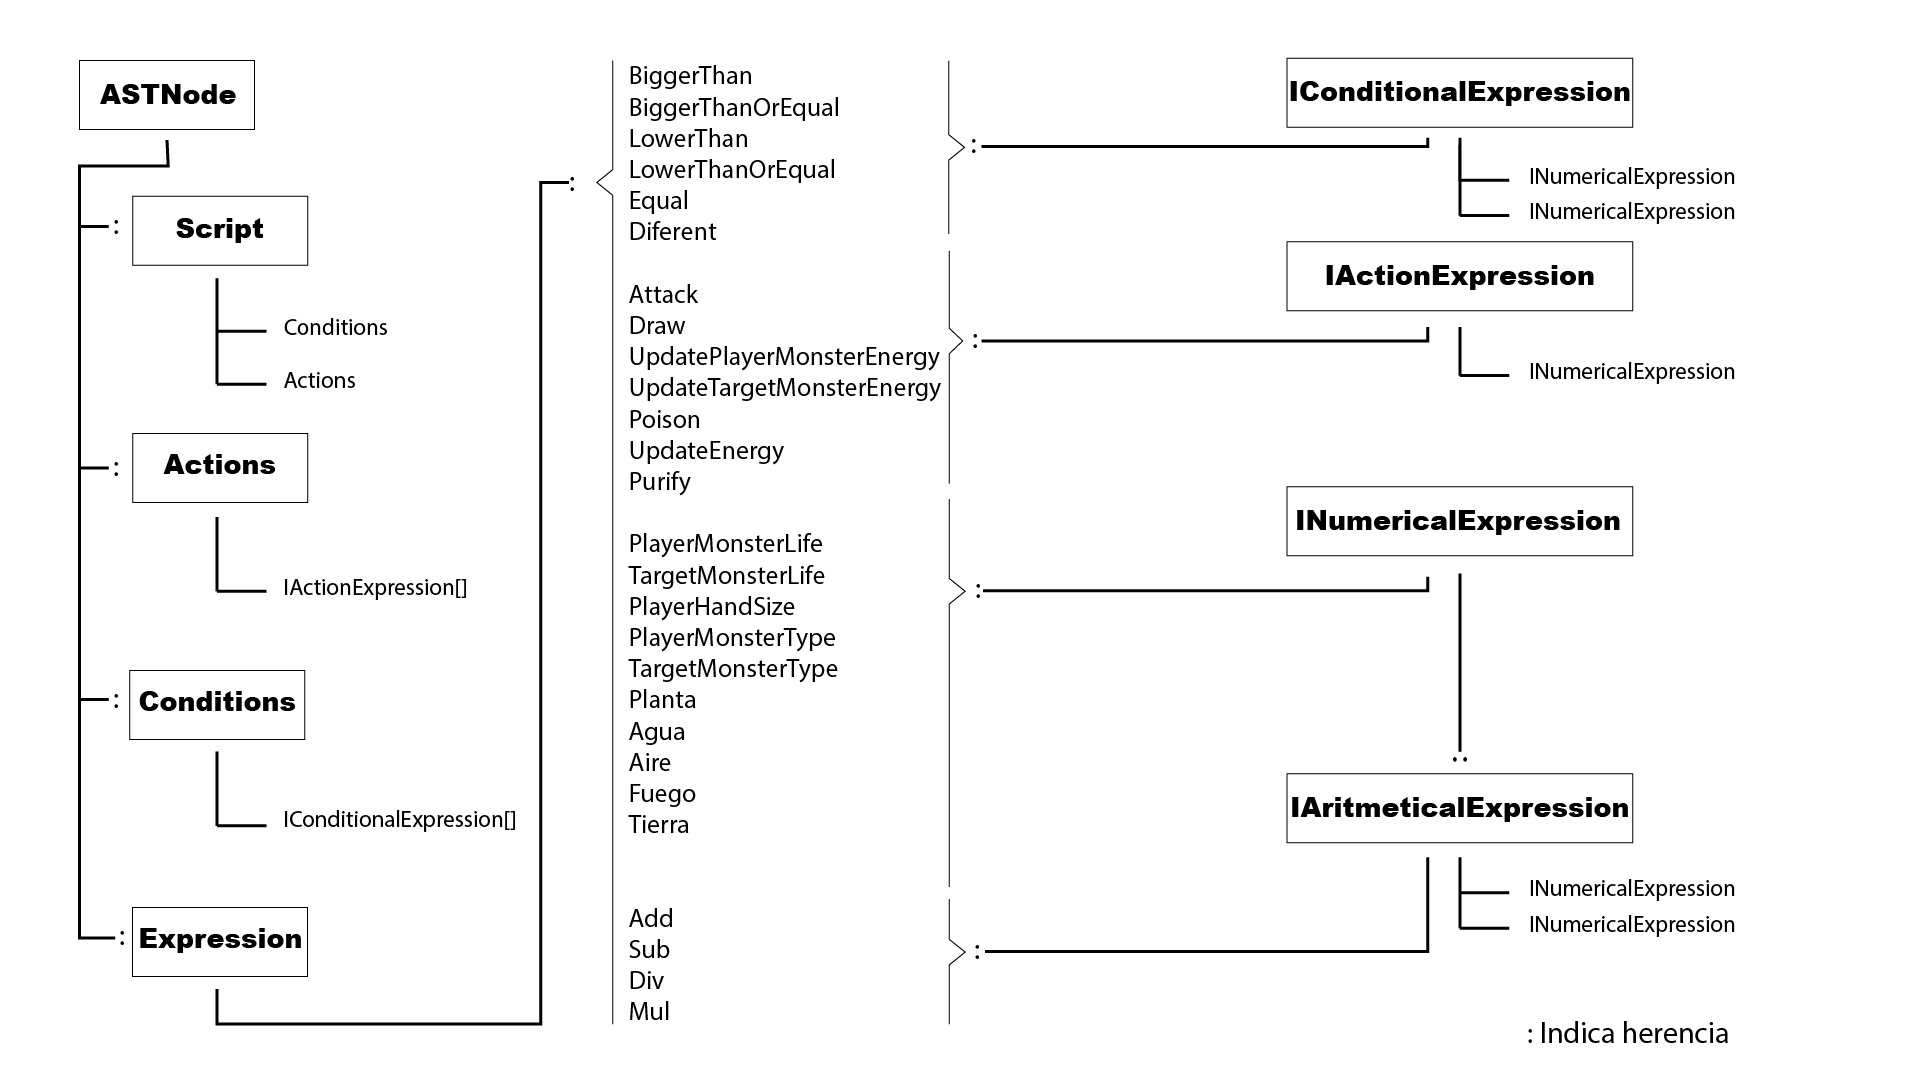 ASTNode
:
Script
Conditions
Actions
:
Actions
IActionExpression[]
:
Conditions
IConditionalExpression[]
:
Expression
:
BiggerThan
BiggerThanOrEqual
LowerThan
LowerThanOrEqual
Equal
Diferent
Attack
Draw
UpdatePlayerMonsterEnergy
UpdateTargetMonsterEnergy
Poison
UpdateEnergy
Purify
PlayerMonsterLife
TargetMonsterLife
PlayerHandSize
PlayerMonsterType
TargetMonsterType
Planta
Agua
Aire
Fuego
Tierra
Add
Sub
Div
Mul
:
IConditionalExpression
INumericalExpression
INumericalExpression
:
IActionExpression
INumericalExpression
:
INumericalExpression
:
IAritmeticalExpression
INumericalExpression
INumericalExpression
:
: Indica herencia